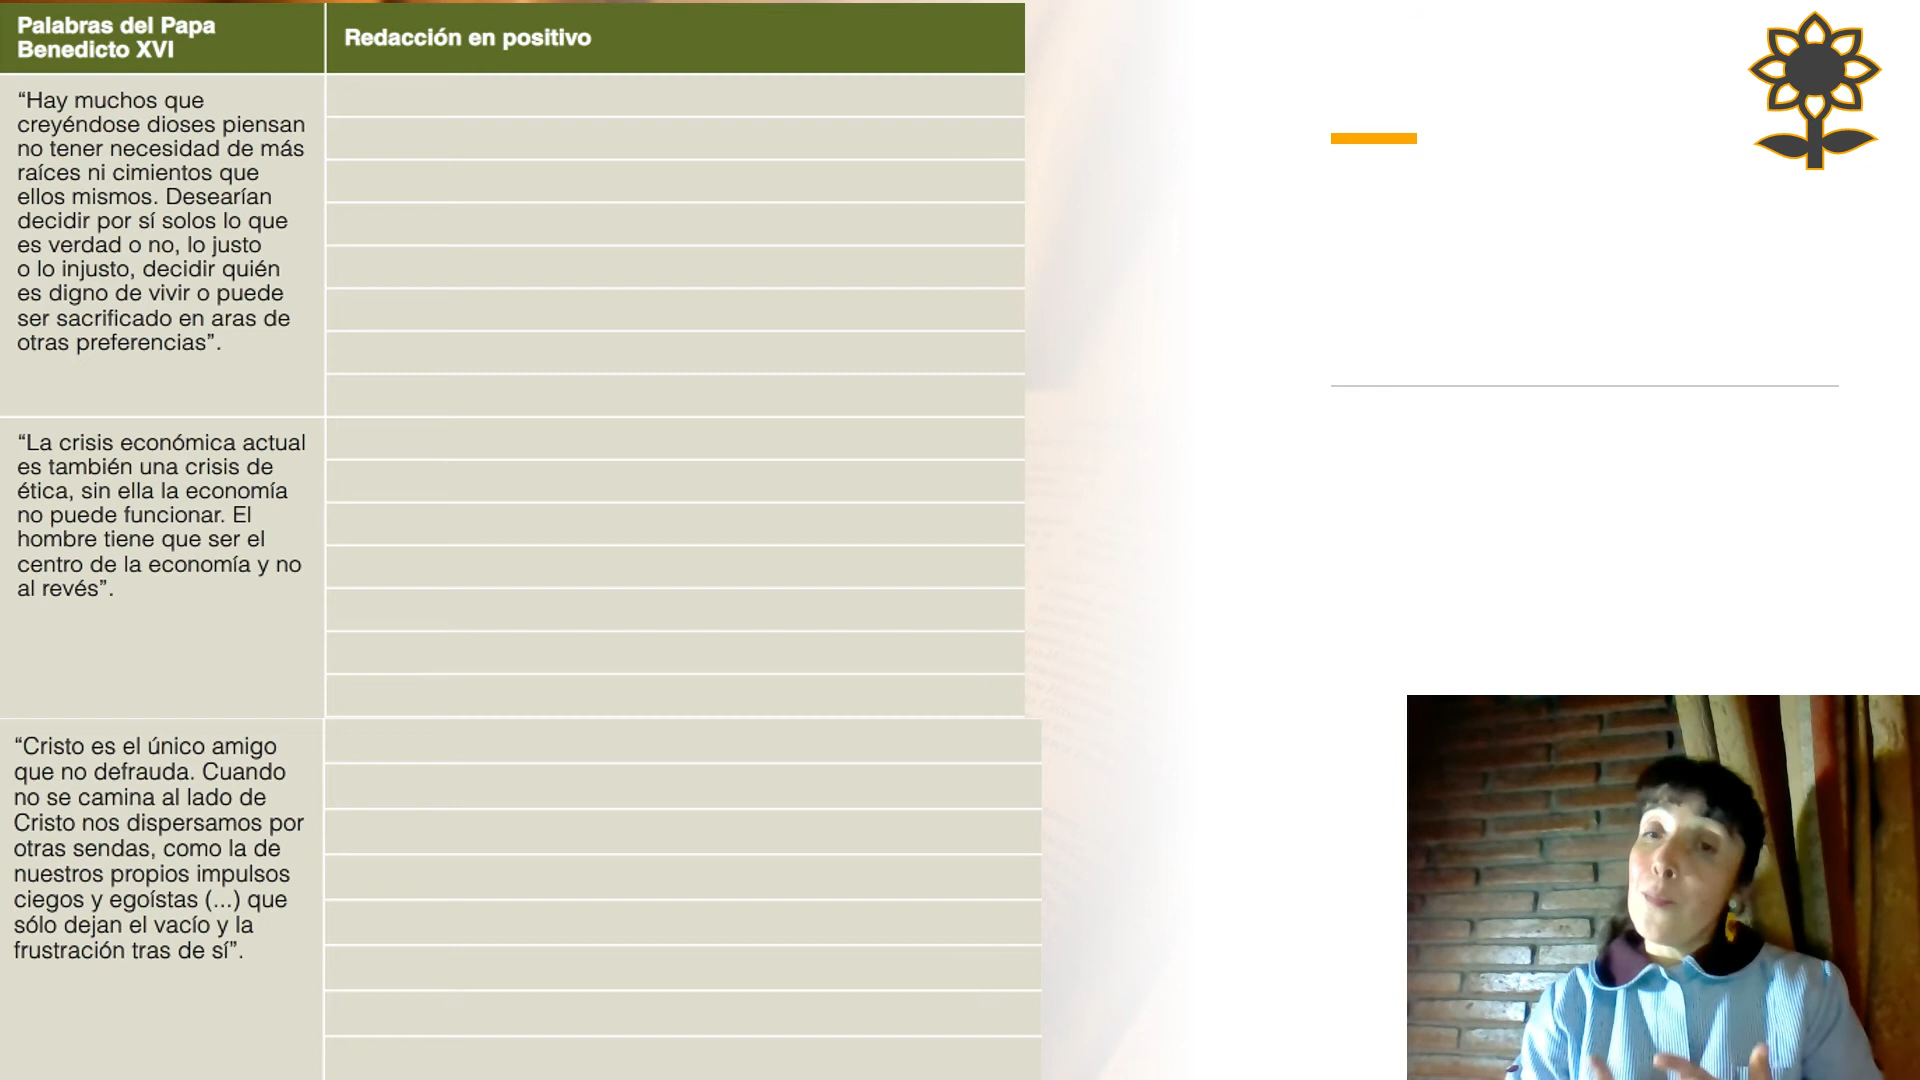 Palabras del Papa
Benedicto XVI
Redacción en positivo
“Hay muchos que
creyéndose dioses piensan
no tener necesidad de más
raíces ni cimientos que
ellos mismos. Desearían
decidir por sí solos lo que
es verdad o no, lo justo
o lo injusto, decidir quién
es digno de vivir o puede
ser sacrificado en aras de
otras preferencias”.
“La crisis económica actual
es también una crisis de
ética, sin ella la economía
no puede funcionar. El
hombre tiene que ser el
centro de la economía y no
al revés”.
“Cristo es el único amigo
que no defrauda. Cuando
no se camina al lado de
Cristo nos dispersamos por
otras sendas, como la de
nuestros propios impulsos
ciegos y egoístas (...) que
sólo dejan el vacío y la
frustración tras de sí”.